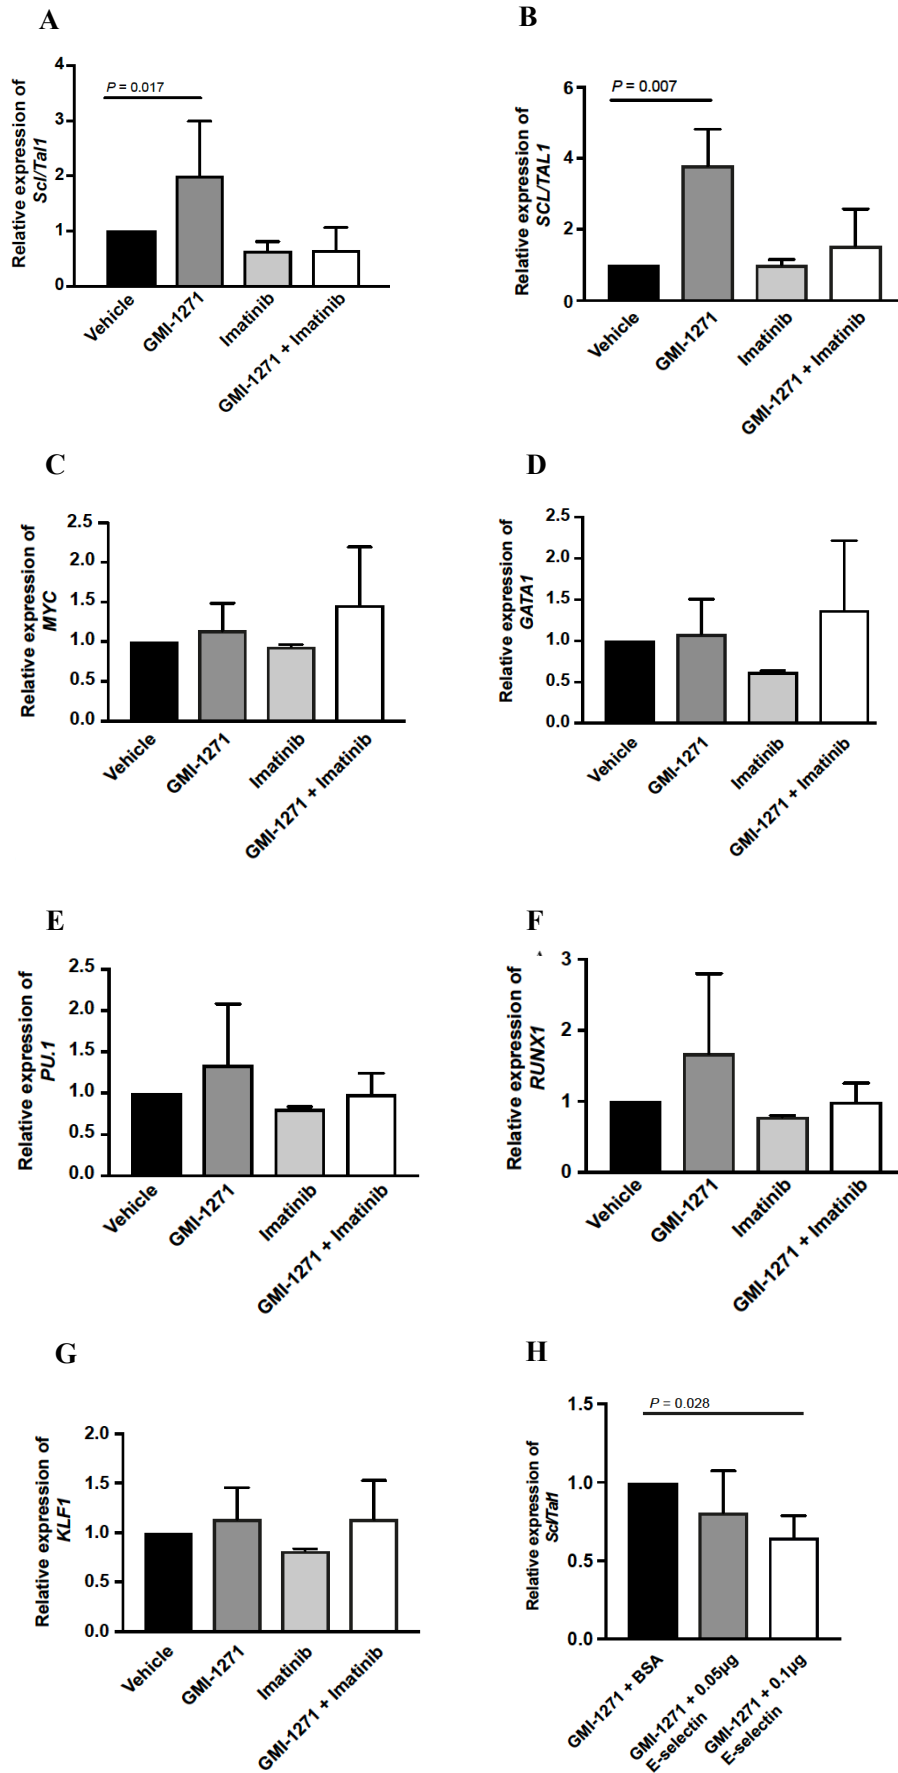 A
Relative expression of
Scl/Tal1
4
3
2
1
0
P = 0.017
Vehicle
GMI-1271
Imatinib
GMI-1271 + Imatinib
B
Relative expression of
SCL/TAL1
6
4
2
0
P = 0.007
Vehicle
GMI-1271
Imatinib
GMI-1271 + Imatinib
C
Relative expression of
MYC
2.5
2.0
1.5
1.0
0.5
0.0
Vehicle
GMI-1271
Imatinib
GMI-1271 + Imatinib
D
Relative expression of
GATA1
2.5
2.0
1.5
1.0
0.5
0.0
Vehicle
GMI-1271
Imatinib
GMI-1271 + Imatinib
E
Relative expression of
PU.1
2.5
2.0
1.5
1.0
0.5
0.0
Vehicle
GMI-1271
Imatinib
GMI-1271 + Imatinib
F
Relative expression of
RUNX1
3
2
1
0
Vehicle
GMI-1271
Imatinib
GMI-1271 + Imatinib
G
Relative expression of
KLF1
2.0
1.5
1.0
0.5
0.0
Vehicle
GMI-1271
Imatinib
GMI-1271 + Imatinib
H
Relative expression of
Scl/Tal1
1.5
1.0
0.5
0.0
P = 0.028
GMI-1271 + BSA
GMI-1271 + 0.05μg
E-selectin
GMI-1271 + 0.1μg
E-selectin